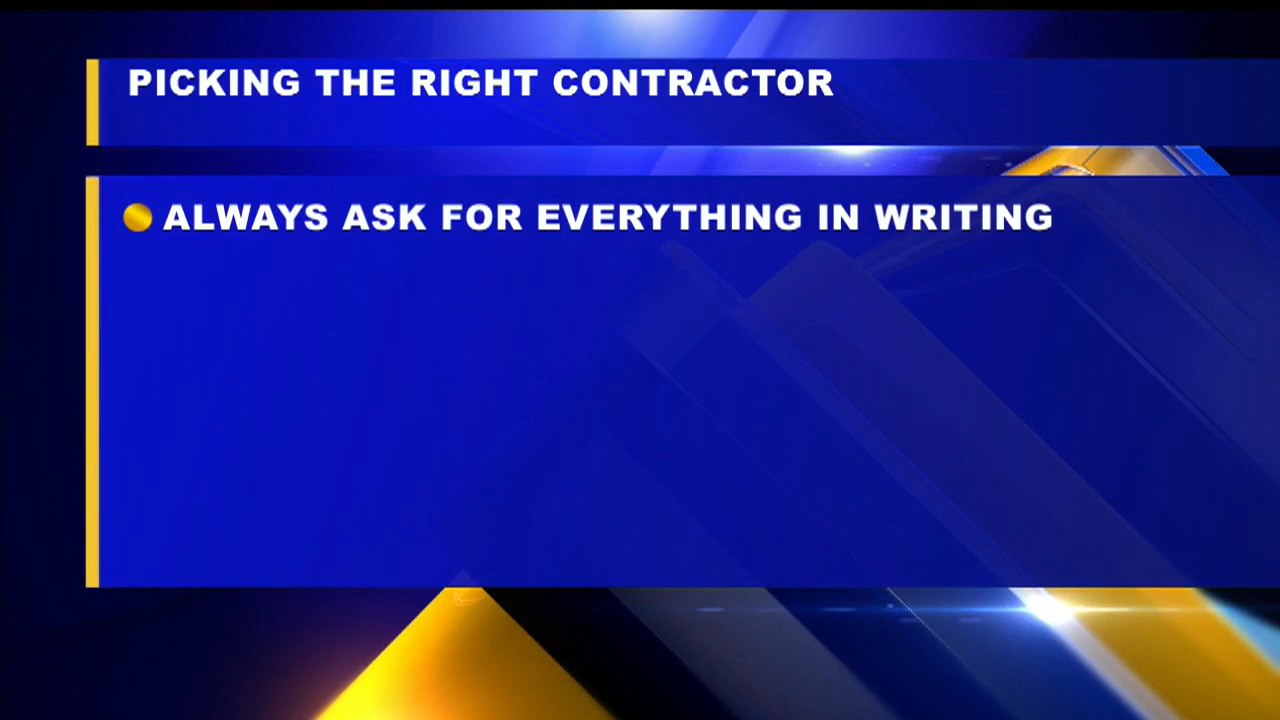 PICKING THE RIGHT CONTRACTOR
ALWAYS ASK FOR EVERYTHING IN WRITING